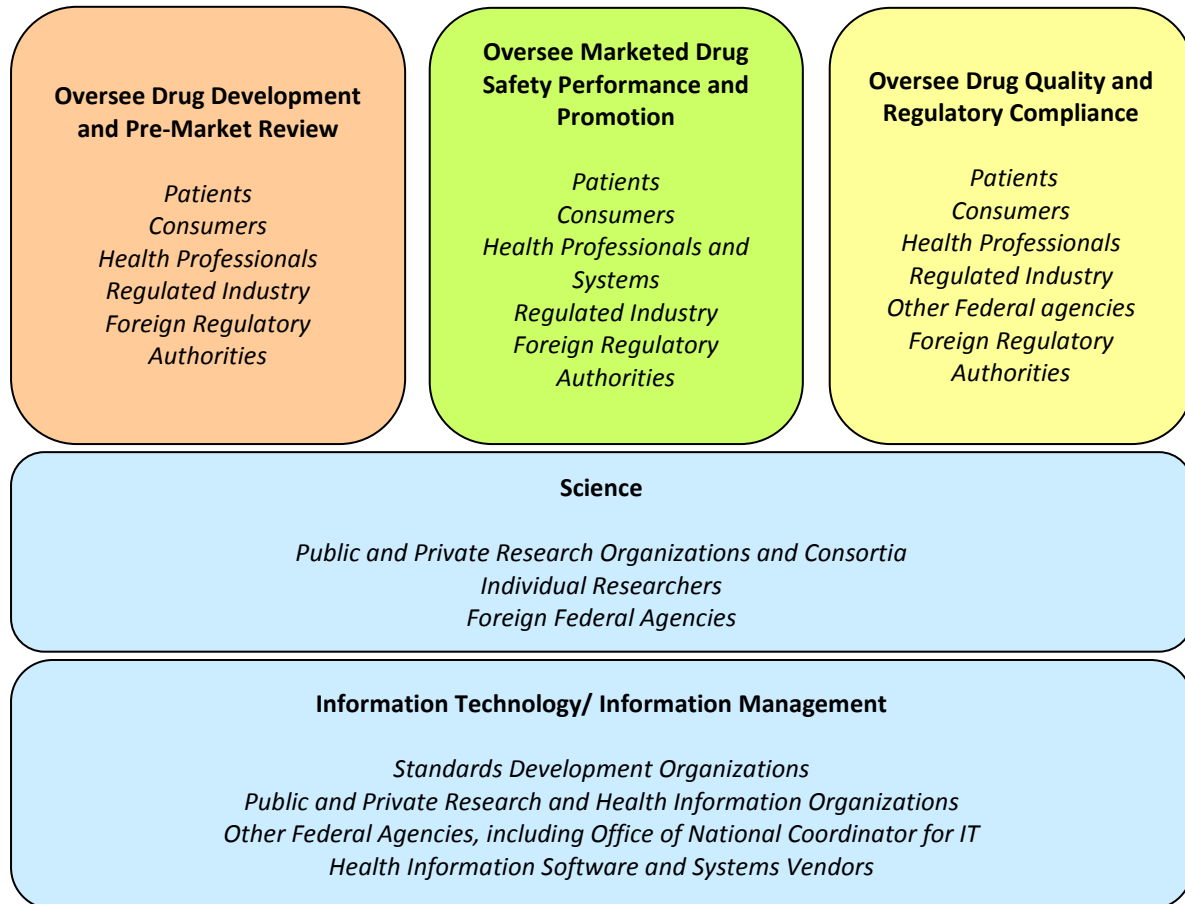 Oversee Drug Development
and Pre-Market Review
Patients
Consumers
Health Professionals
Regulated Industry
Foreign Regulatory
Authorities
Oversee Marketed Drug
Safety Performance and
Promotion
Patients
Consumers
Health Professionals and
Systems
Regulated Industry
Foreign Regulatory
Authorities
Oversee Drug Quality and
Regulatory Compliance
Patients
Consumers
Health Professionals
Regulated Industry
Other Federal agencies
Foreign Regulatory
Authorities
Science
Public and Private Research Organizations and Consortia
Individual Researchers
Foreign Federal Agencies
Information Technology/ Information Management
Standards Development Organizations
Public and Private Research and Health Information Organizations
Other Federal Agencies, including Office of National Coordinator for IT
Health Information Software and Systems Vendors